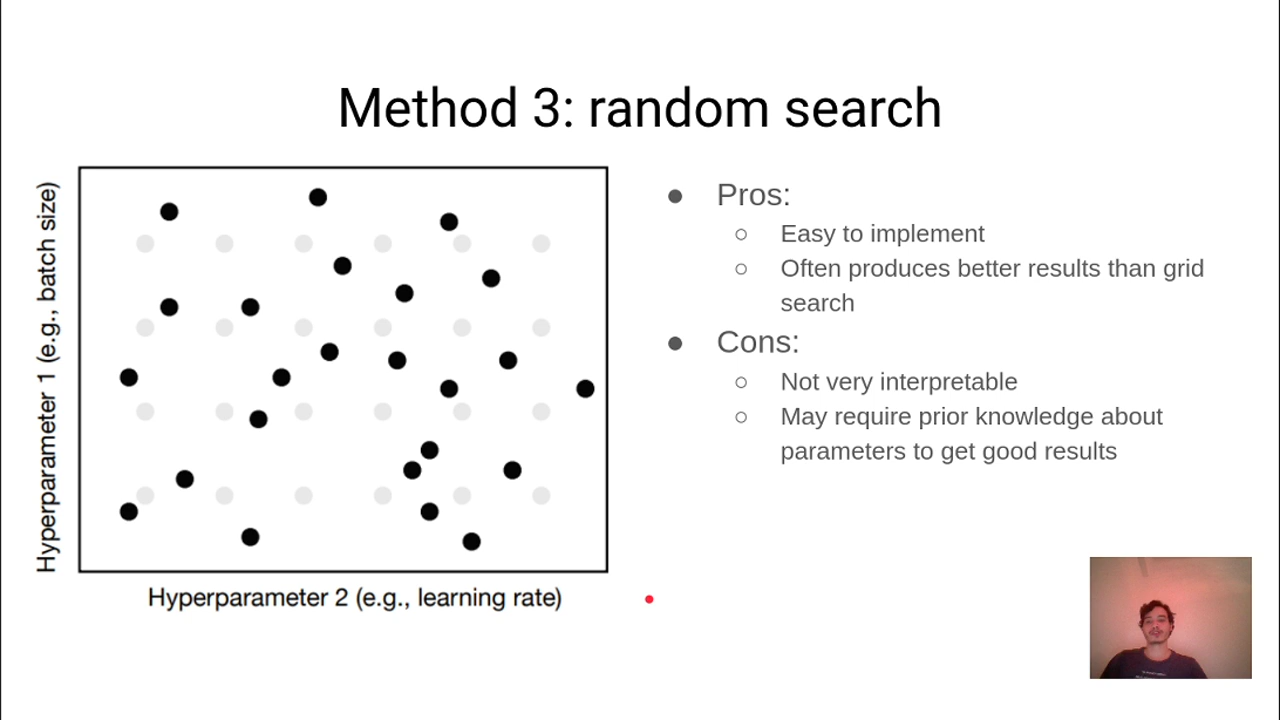 Method 3: random search
Hyperparameter 1 (e.g., batch size)
Hyperparameter 2 (e.g., learning rate)
● Pros:
○ Easy to implement
○ Often produces better results than grid
search
● Cons:
○ Not very interpretable
○ May require prior knowledge about
parameters to get good results